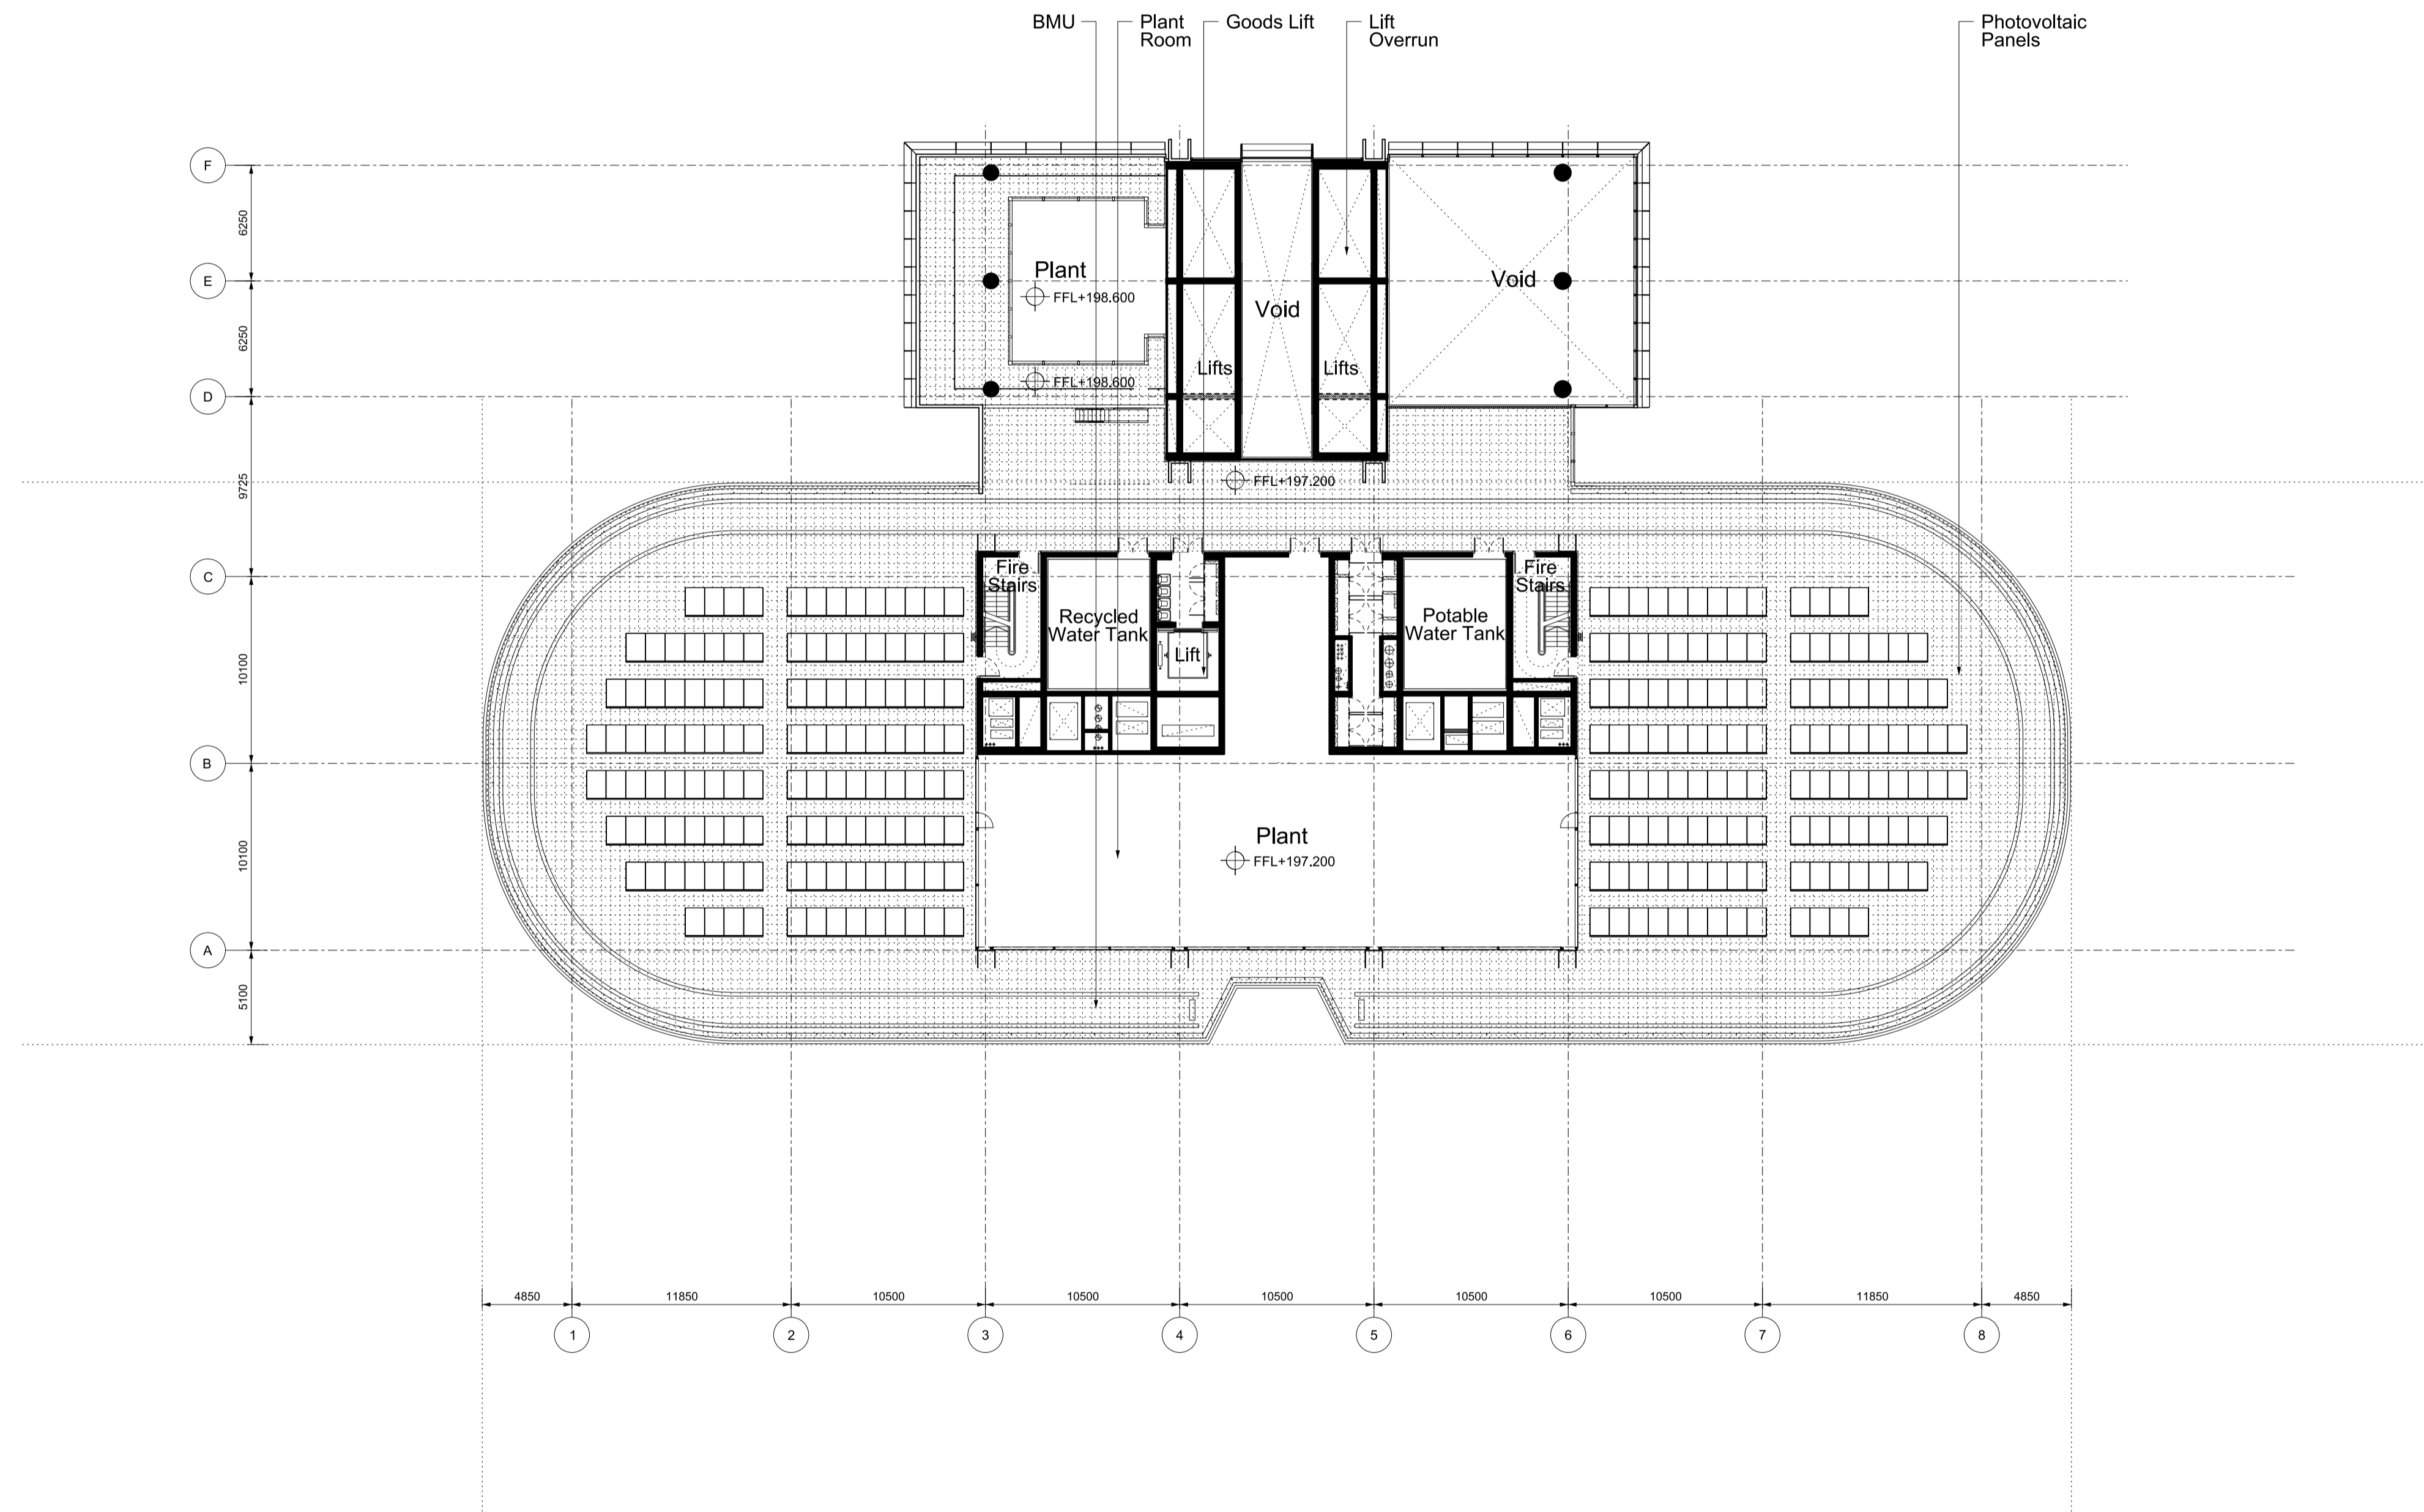 BMU
Plant
Room
Goods Lift
Lift
Overrun
Photovoltaic
Panels
F
6250
E
Plant
FFL+198.600
Void
Void
6250
Lifts
Lifts
FFL+198.600
D
9725
FFL+197.200
C
Fire
Stairs
Fire
Stairs
Recycled
Water Tank
Potable
Water Tank
Lift
10100
B
Plant
FFL+197.200
10100
A
5100
4850
11850
10500
10500
10500
10500
10500
11850
4850
1
2
3
4
5
6
7
8